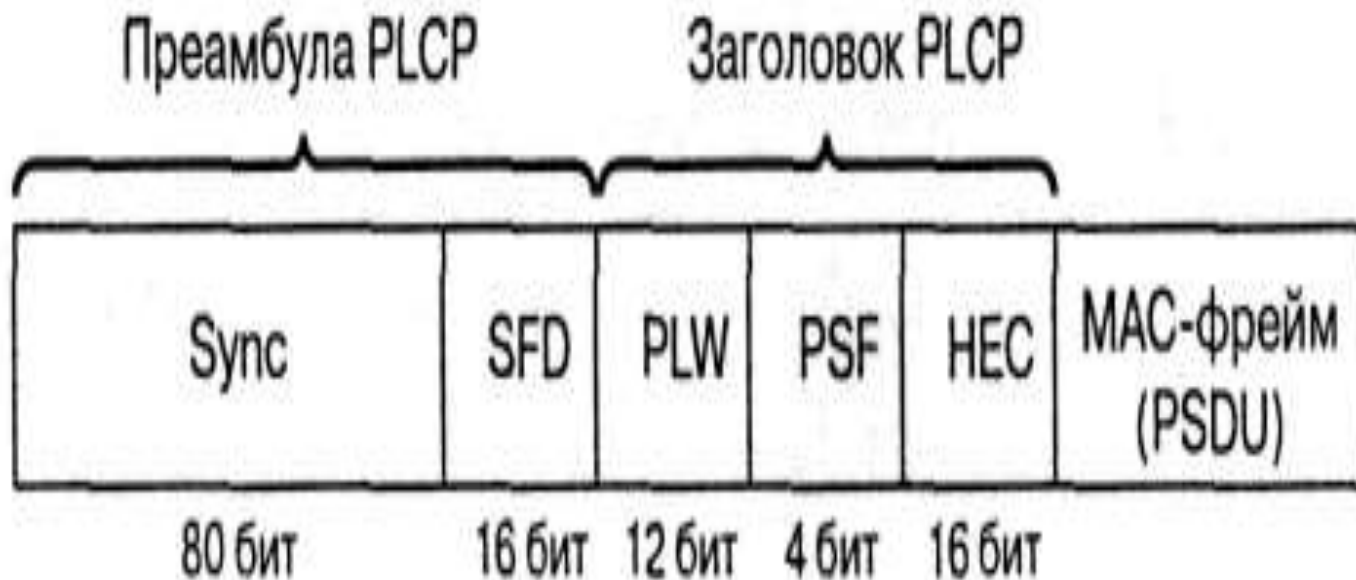 Преамбула PLCP Заголовок PLCP
Sync SFD PLW PSF HEC МАС-фрейм
(PSDU)
80 бит 16 бит 12 бит 4 бит 16 бит